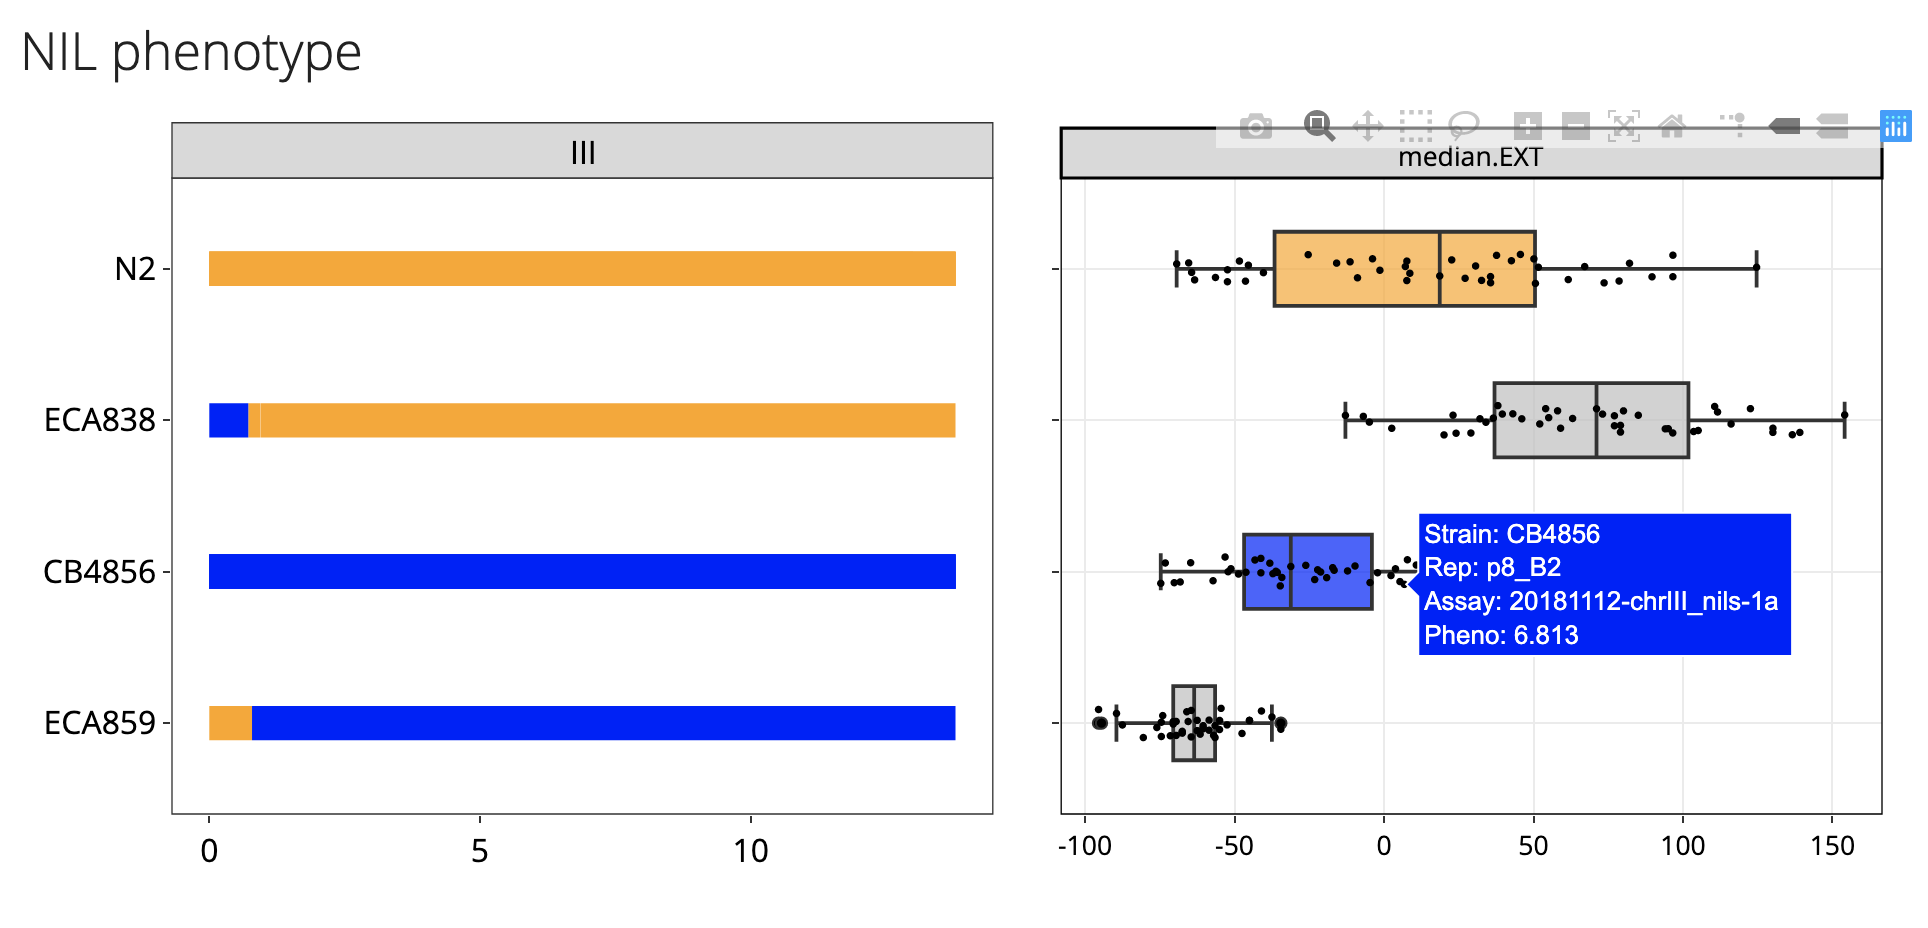 NIL phenotype
III
median.EXT
N2
ECA838
CB4856
ECA859
Strain: CB4856
Rep: p8_B2
Assay: 20181112-chrIII_nils-1a
Pheno: 6.813
0 5 10
-100 -50 0 50 100 150